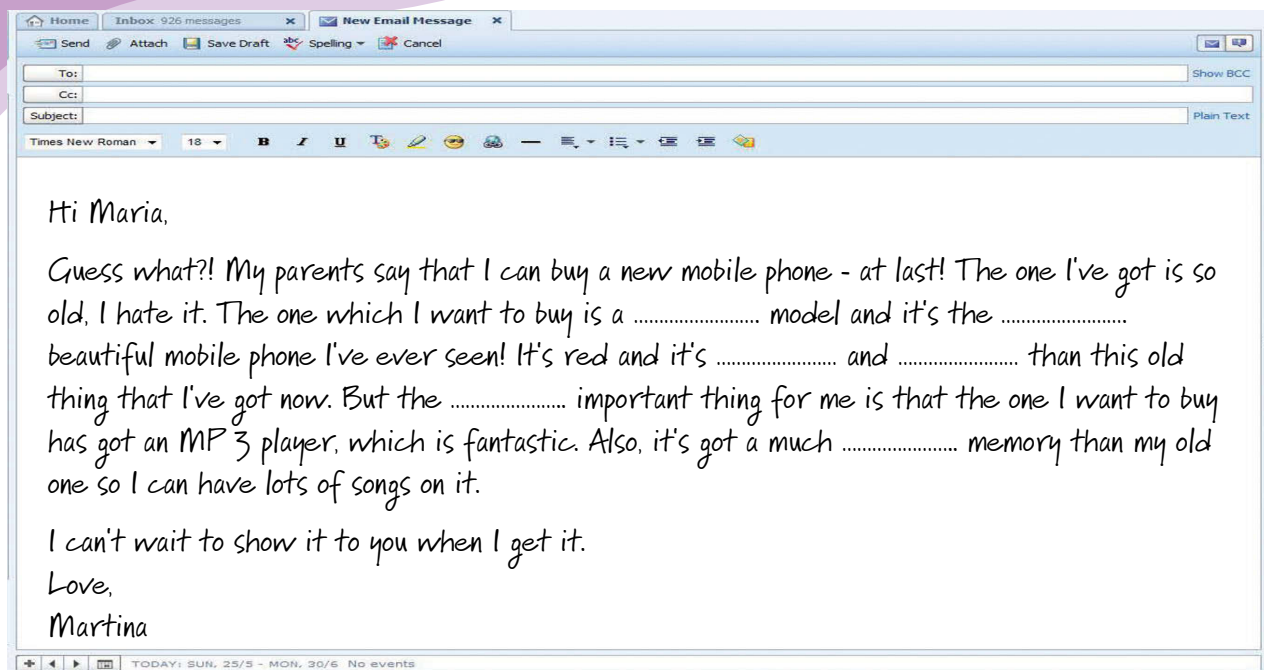 Home Inbox 926 messages × New Email Message ×
Send Attach Save Draft abc Spelling Cancel
To: Show BCC
Cc:
Subject: Plain Text
Times New Roman 18 B I U T
Hi Maria,
Guess what?! My parents say that I can buy a new mobile phone - at last! The one I've got is so
old, I hate it. The one which I want to buy is a ........................ model and it's the ........................
beautiful mobile phone I've ever seen! It's red and it's ....................... and ....................... than this old
thing that I've got now. But the ...................... important thing for me is that the one I want to buy
has got an MP 3 player, which is fantastic. Also, it's got a much ...................... memory than my old
one so I can have lots of songs on it.
I can't wait to show it to you when I get it.
Love,
Martina
TODAY: SUN, 25/5 - MON, 30/6 No events